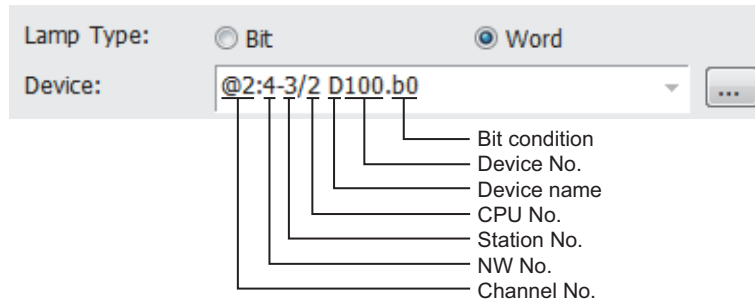 Lamp Type: Bit Word
Device: @2:4-3/2 D100.b0 ...
Bit condition
Device No.
Device name
CPU No.
Station No.
NW No.
Channel No.